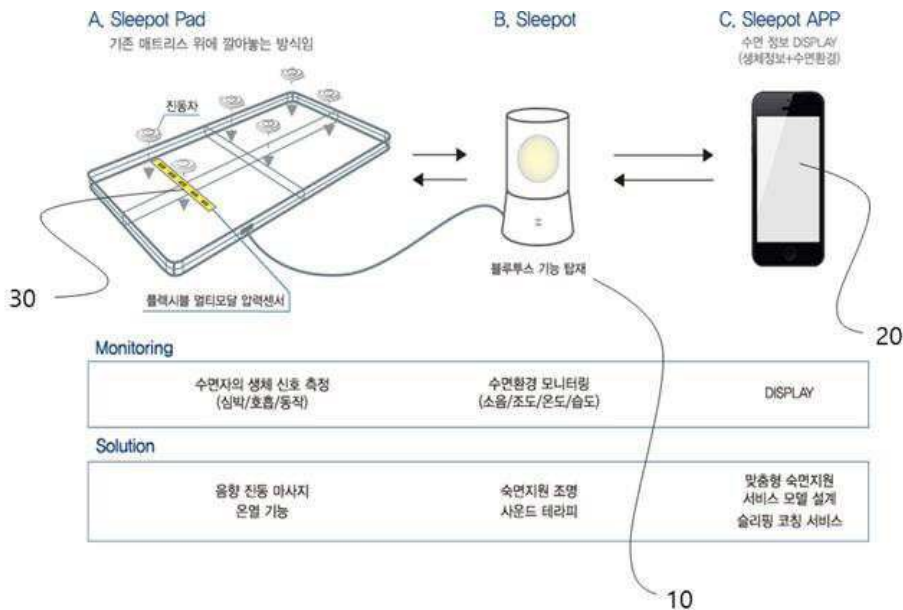 A. Sleepot Pad
기존 매트리스 위에 깔아놓는 방식임
B. Sleepot
C. Sleepot APP
수면 정보 DISPLAY
(생체정보+수면환경)
진동자
30
플랙시블 멀티모달 압력센서
블루투스 기능 탑재
20
Monitoring
수면자의 생체 신호 측정
(심박/호흡/동작)
수면환경 모니터링
(소음/조도/온도/습도)
DISPLAY
Solution
음향 진동 마사지
온열 기능
숙면지원 조명
사운드 테라피
맞춤형 숙면지원
서비스 모델 설계
슬리핑 코칭 서비스
10